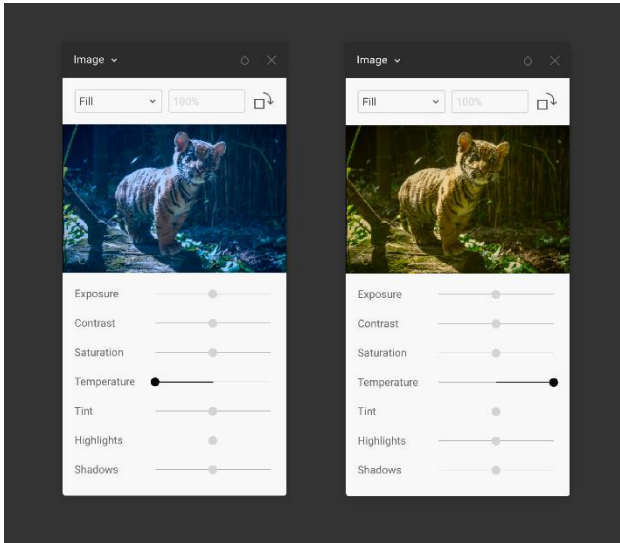 Image
Fill 100%
Exposure
Contrast
Saturation
Temperature
Tint
Highlights
Shadows
Image
Fill 100%
Exposure
Contrast
Saturation
Temperature
Tint
Highlights
Shadows